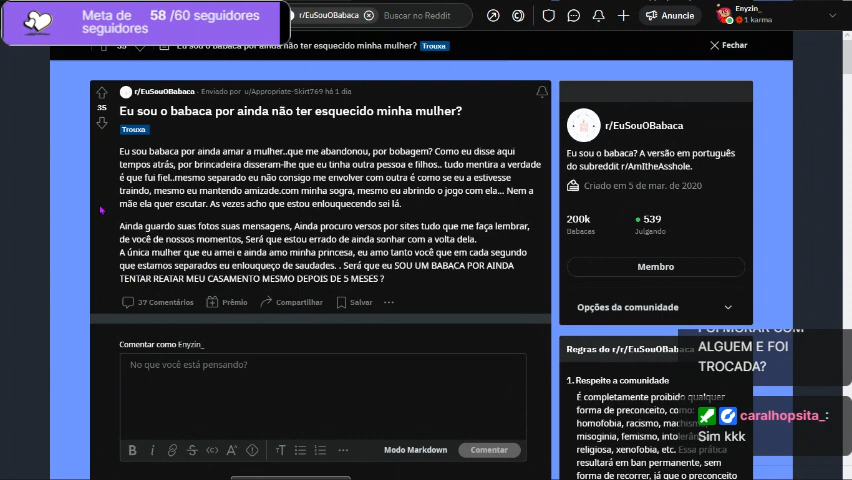 Meta de 58 /60 seguidores
seguidores
r/EuSouOBabaca
Buscar no Reddit
Anuncie
Enyzin_
1 karma
35
Eu sou o babaca por ainda não ter esquecido minha mulher?
Trouxa
Fechar
r/EuSouOBabaca · Enviado por u/Appropriate-Skirt769 há 1 dia
35
Eu sou o babaca por ainda não ter esquecido minha mulher?
Trouxa
Eu sou babaca por ainda amar a mulher..que me abandonou, por bobagem? Como eu disse aqui
tempos atrás, por brincadeira disseram-lhe que eu tinha outra pessoa e filhos.. tudo mentira a verdade
é que fui fiel..mesmo separado eu não consigo me envolver com outra é como se eu a estivesse
traindo, mesmo eu mantendo amizade.com minha sogra, mesmo eu abrindo o jogo com ela... Nem a
mãe ela quer escutar. As vezes acho que estou enlouquecendo sei lá.
Ainda guardo suas fotos suas mensagens, Ainda procuro versos por sites tudo que me faça lembrar,
de você de nossos momentos, Será que estou errado de ainda sonhar com a volta dela.
A única mulher que eu amei e ainda amo minha princesa, eu amo tanto você que em cada segundo
que estamos separados eu enlouqueço de saudades. . Será que eu SOU UM BABACA POR AINDA
TENTAR REATAR MEU CASAMENTO MESMO DEPOIS DE 5 MESES ?
37 Comentários
Prêmio
Compartilhar
Salvar
Comentar como Enyzin_
No que você está pensando?
Modo Markdown
Comentar
r/EuSouOBabaca
Eu sou o babaca? A versão em português
do subreddit r/AmItheAsshole.
Criado em 5 de mar. de 2020
200k
539
Babacas
Julgando
Membro
Opções da comunidade
Regras do r/r/EuSouOBabaca
1. Respeite a comunidade
É completamente proibido qualquer
forma de preconceito, como:
homofobia, racismo,
misoginia, femismo,
religiosa, xenofobia, etc. Essa prática
resultará em ban permanente, sem
forma de recorrer, já que o preconceito
ALGUEM E FOI
TROCADA?
caralhopsita_:
Sim kkk